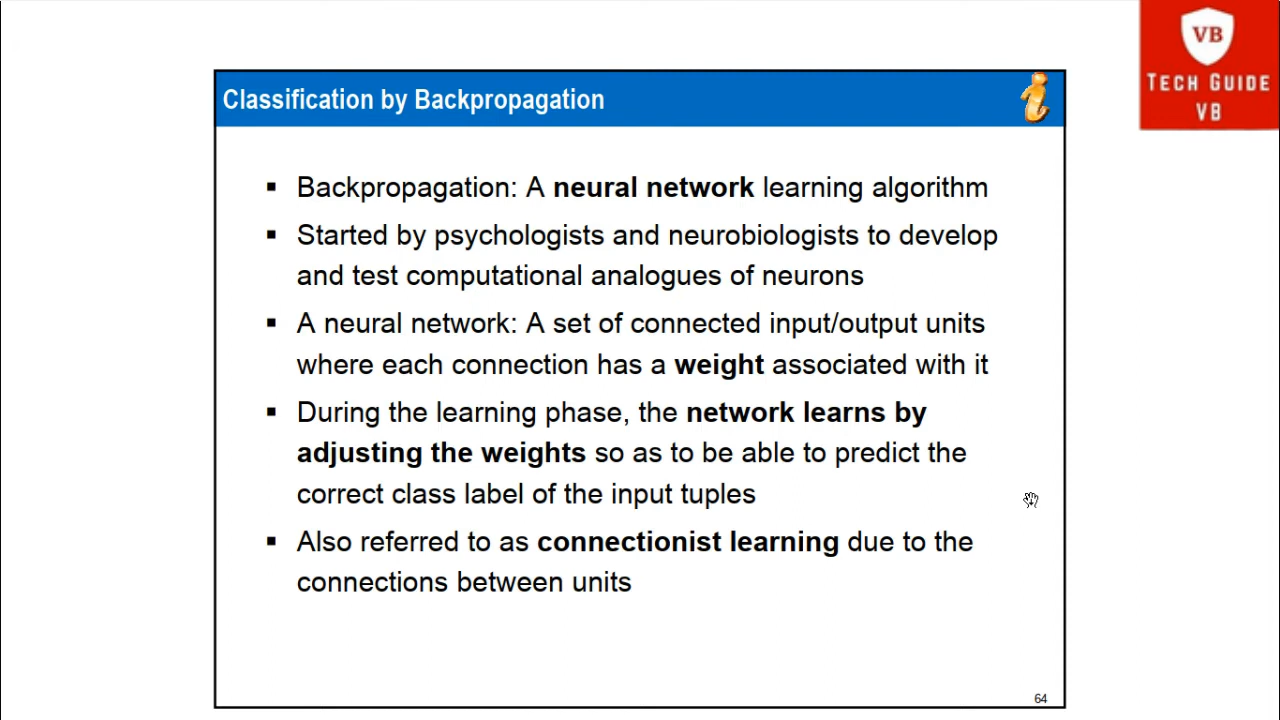 VB
TECH GUIDE
VB
Classification by Backpropagation
▪ Backpropagation: A neural network learning algorithm
▪ Started by psychologists and neurobiologists to develop
and test computational analogues of neurons
▪ A neural network: A set of connected input/output units
where each connection has a weight associated with it
▪ During the learning phase, the network learns by
adjusting the weights so as to be able to predict the
correct class label of the input tuples
▪ Also referred to as connectionist learning due to the
connections between units
64